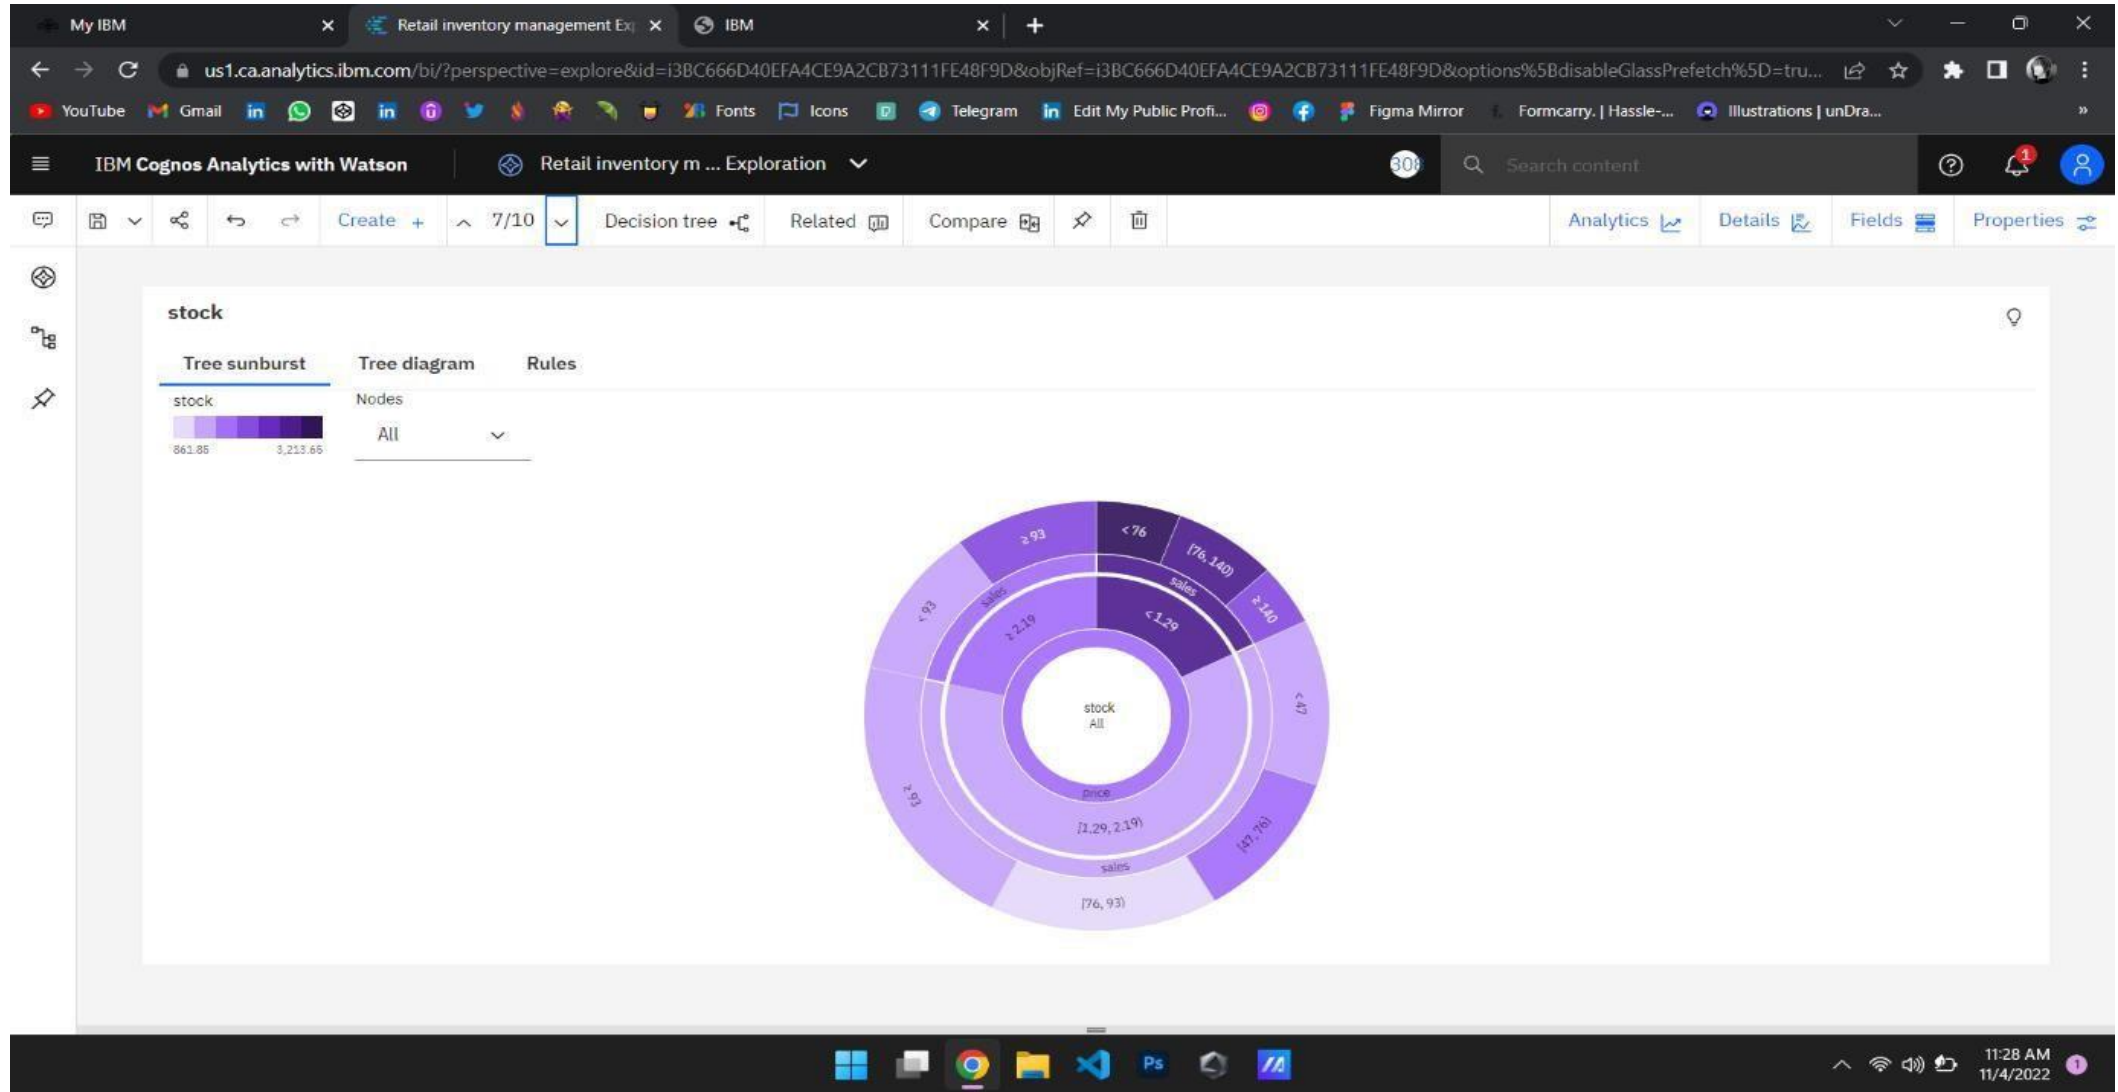 My IBM
Retail inventory management Ex
IBM
us1.ca.analytics.ibm.com/bi/?perspective=explore&id=i3BC666D40EFA4CE9A2CB73111FE48F9D&objRef=i3BC666D40EFA4CE9A2CB73111FE48F9D&options%5BdisableGlassPrefetch%5D=tru...
YouTube Gmail Fonts Icons Telegram Edit My Public Profi... Figma Mirror Formcarry. | Hassle-... Illustrations | unDra... »
IBM Cognos Analytics with Watson
Retail inventory m ... Exploration
308
Search content
1
Create + 7/10 Decision tree Related Compare
Analytics Details Fields Properties
stock
Tree sunburst Tree diagram Rules
stock
861.85 3,213.65
Nodes
All
≥ 93
< 76
[76, 140)
≥ 140
sales
sales
< 93
≥ 2.19
< 1.29
< 47
stock
All
≥ 93
price
[1.29, 2.19)
[47, 76)
sales
[76, 93)
Ps
11:28 AM
11/4/2022
1